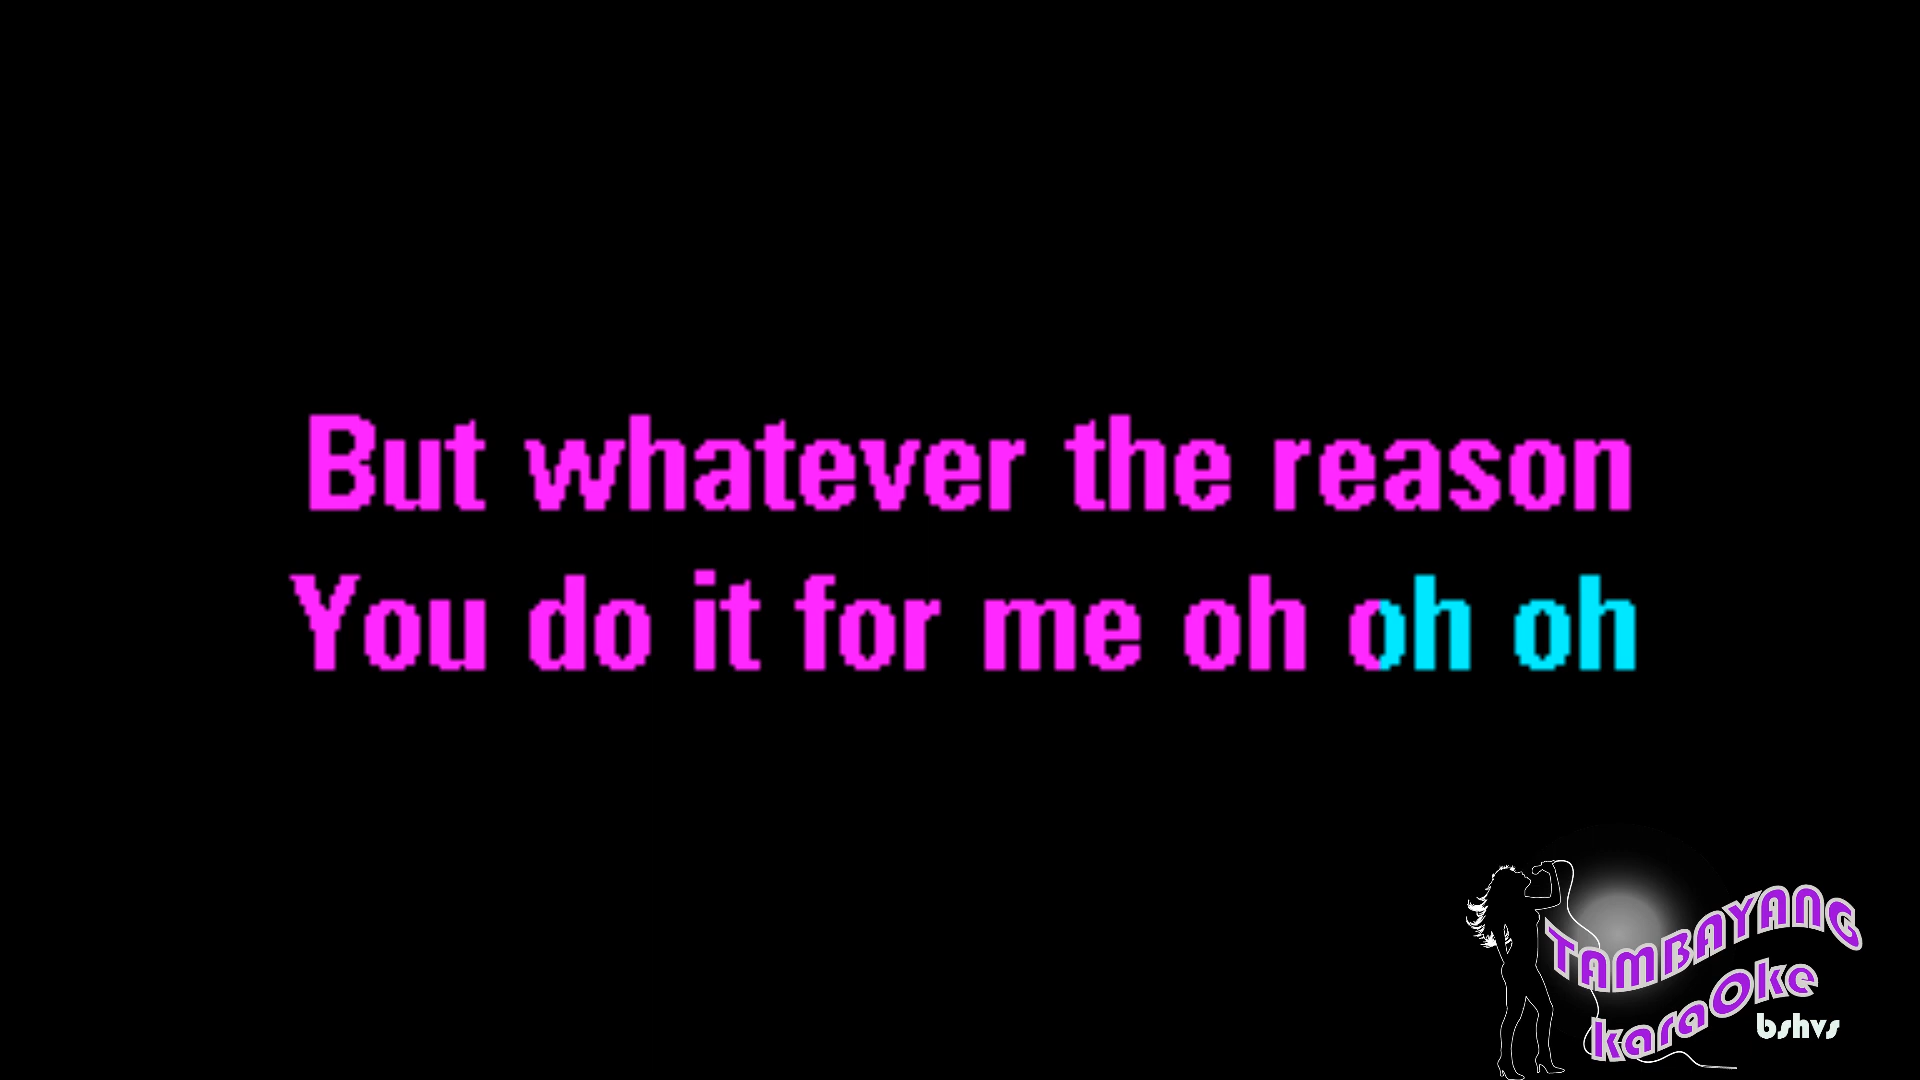 But whatever the reason
You do it for me oh oh oh
TAMBAYANG
karaOke
bshvs